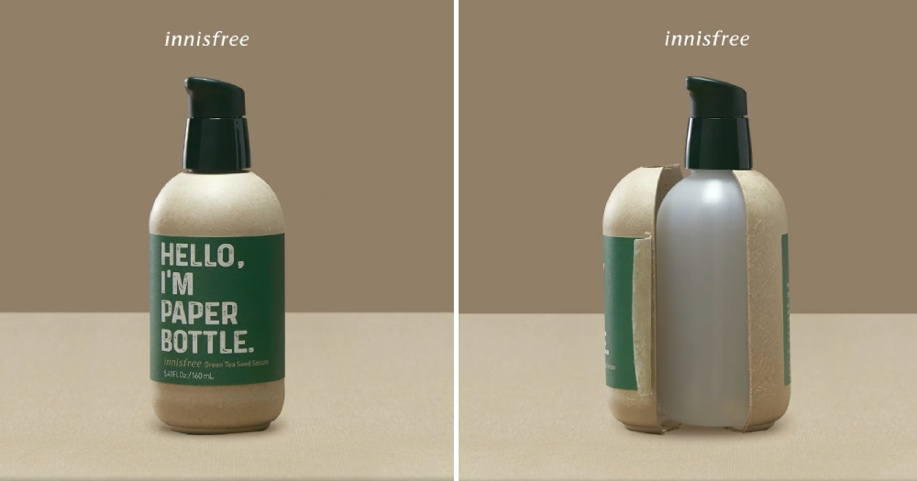 innisfree
HELLO,
I'M
PAPER
BOTTLE.
innisfree Green Tea Seed Serum
5.41Fl.Oz./160mL
innisfree